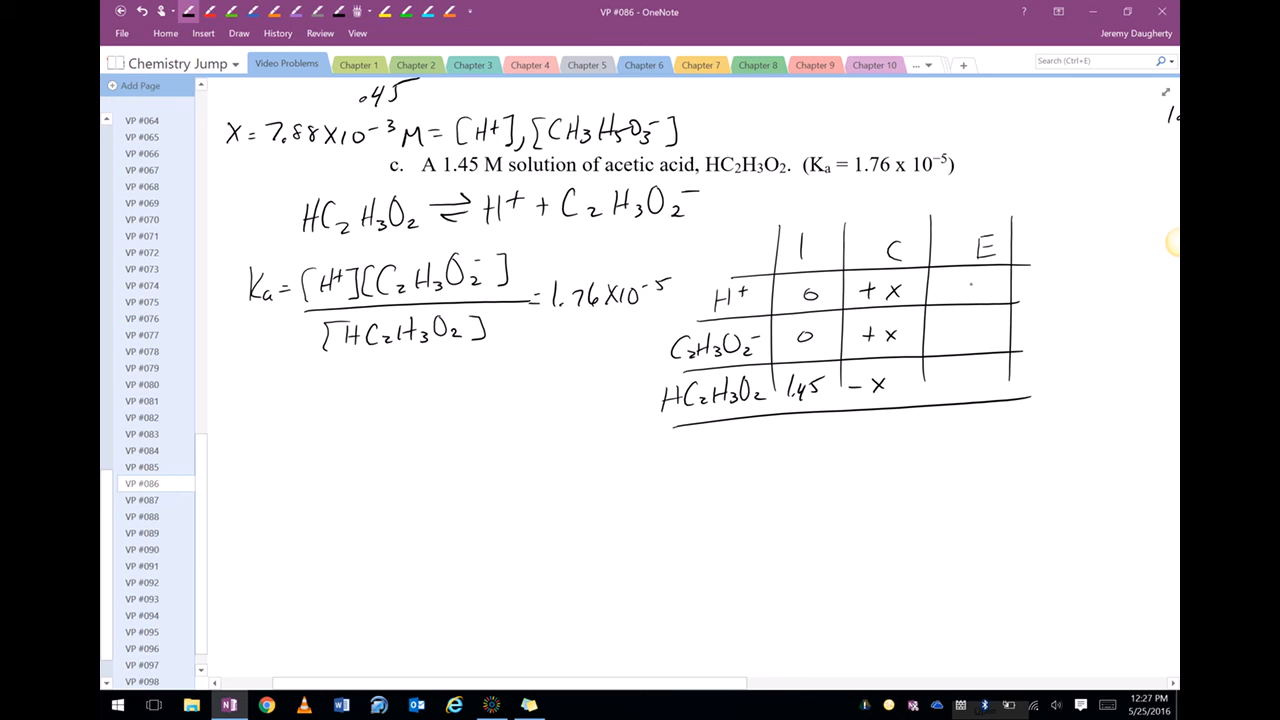 VP #086 - OneNote
File
Home
Insert
Draw
History
Review
View
Jeremy Daugherty
Chemistry Jump
Video Problems
Chapter 1
Chapter 2
Chapter 3
Chapter 4
Chapter 5
Chapter 6
Chapter 7
Chapter 8
Chapter 9
Chapter 10
...
Search (Ctrl+E)
Add Page
VP #064
VP #065
VP #066
VP #067
VP #068
VP #069
VP #070
VP #071
VP #072
VP #073
VP #074
VP #075
VP #076
VP #077
VP #078
VP #079
VP #080
VP #081
VP #082
VP #083
VP #084
VP #085
VP #086
VP #087
VP #088
VP #089
VP #090
VP #091
VP #092
VP #093
VP #094
VP #095
VP #096
VP #097
VP #098
.45
X = 7.88 X 10⁻³ M = [H⁺], [CH₃H₅O₃⁻]
c. A 1.45 M solution of acetic acid, HC₂H₃O₂. (Kₐ = 1.76 x 10⁻⁵)
HC₂H₃O₂ ⇌ H⁺ + C₂H₃O₂⁻
Kₐ = [H⁺][C₂H₃O₂⁻] / [HC₂H₃O₂] = 1.76 X 10⁻⁵
I C E
H⁺ 0 + X
C₂H₃O₂⁻ 0 + X
HC₂H₃O₂ 1.45 - X
12:27 PM
5/25/2016